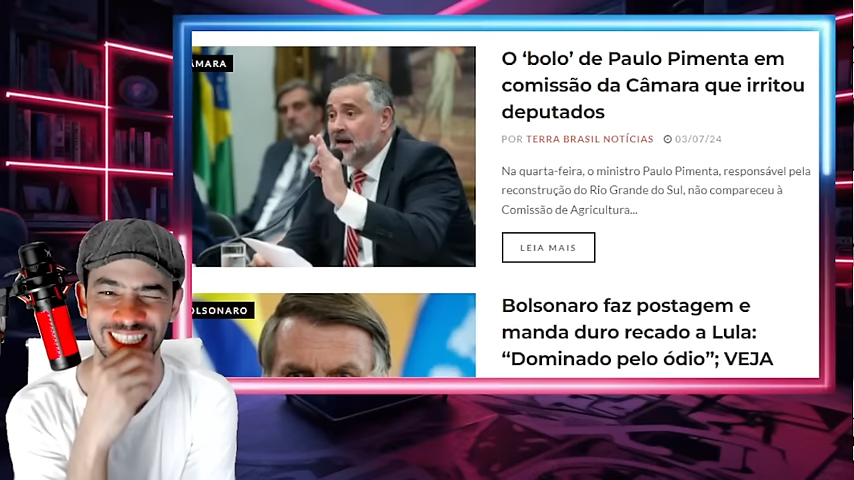 ÂMARA
O ‘bolo’ de Paulo Pimenta em
comissão da Câmara que irritou
deputados
POR TERRA BRASIL NOTÍCIAS 03/07/24
Na quarta-feira, o ministro Paulo Pimenta, responsável pela
reconstrução do Rio Grande do Sul, não compareceu à
Comissão de Agricultura...
LEIA MAIS
OLSONARO
Bolsonaro faz postagem e
manda duro recado a Lula:
“Dominado pelo ódio”; VEJA